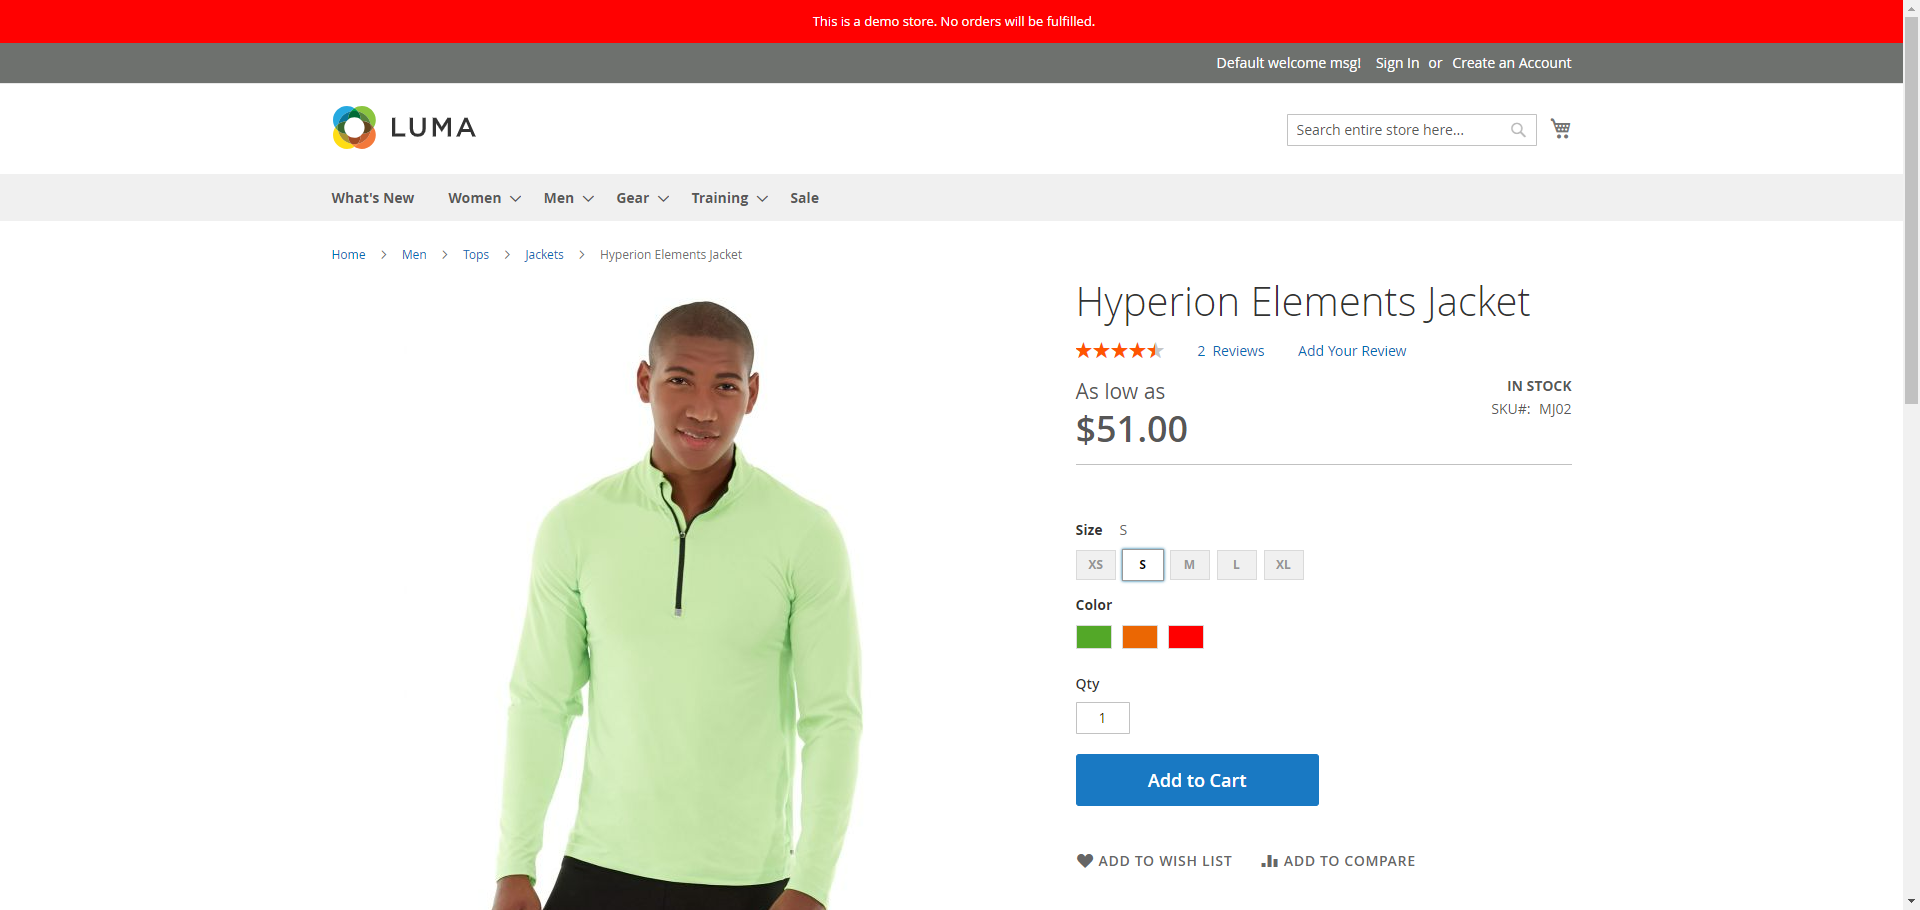 This is a demo store. No orders will be fulfilled.
Default welcome msg! Sign In or Create an Account
LUMA
Search entire store here...
What's New Women Men Gear Training Sale
Home Men Tops Jackets Hyperion Elements Jacket
Hyperion Elements Jacket
2 Reviews Add Your Review
As low as
$51.00
IN STOCK
SKU#: MJ02
Size S
XS S M L XL
Color
Qty
1
Add to Cart
ADD TO WISH LIST ADD TO COMPARE